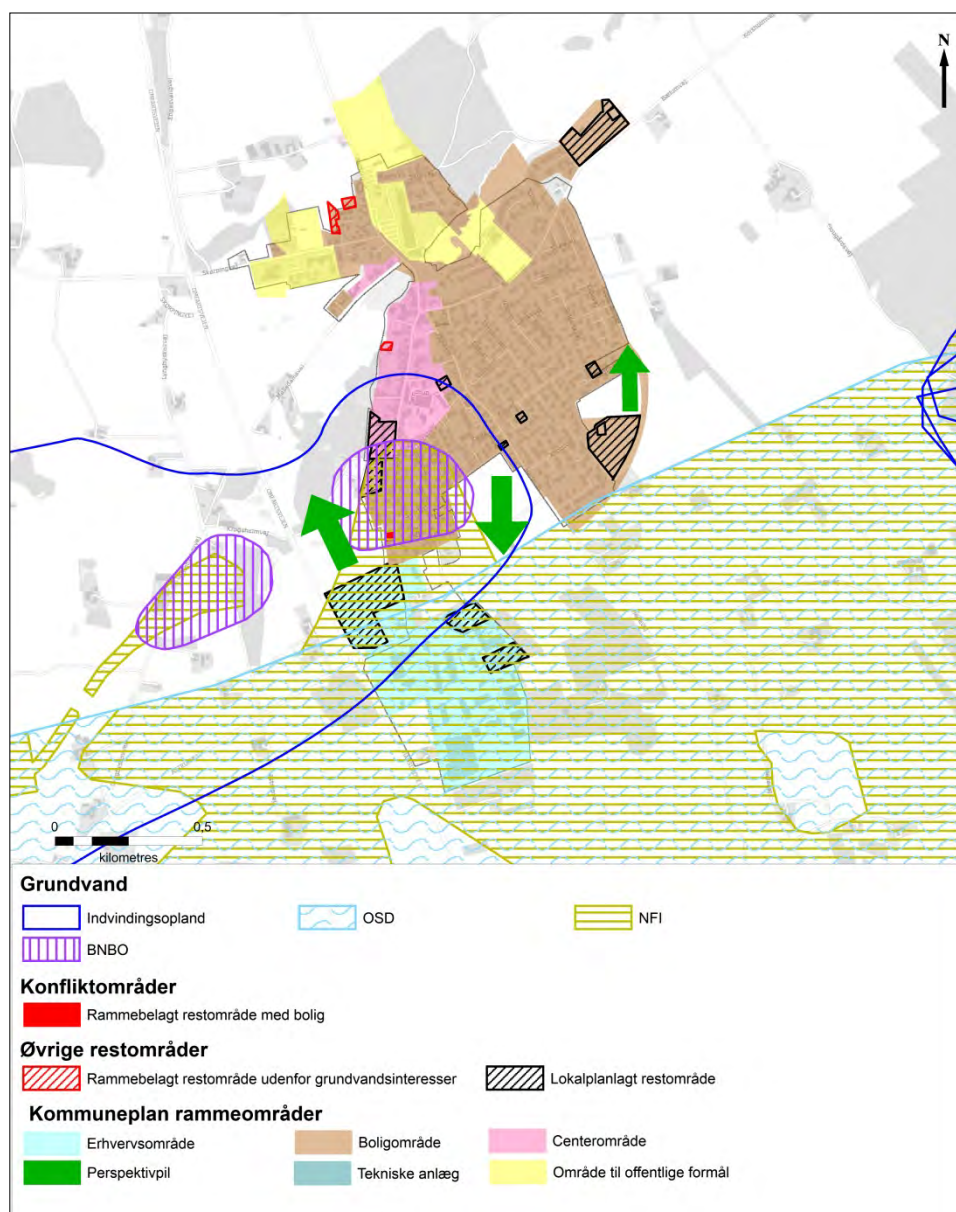 N
0
0,5
kilometres
Grundvand
Indvindingsopland
OSD
NFI
BNBO
Konfliktområder
Rammebelagt restområde med bolig
Øvrige restområder
Rammebelagt restområde udenfor grundvandsinteresser
Lokalplanlagt restområde
Kommuneplan rammeområder
Erhvervsområde
Boligområde
Centerområde
Perspektivpil
Tekniske anlæg
Område til offentlige formål